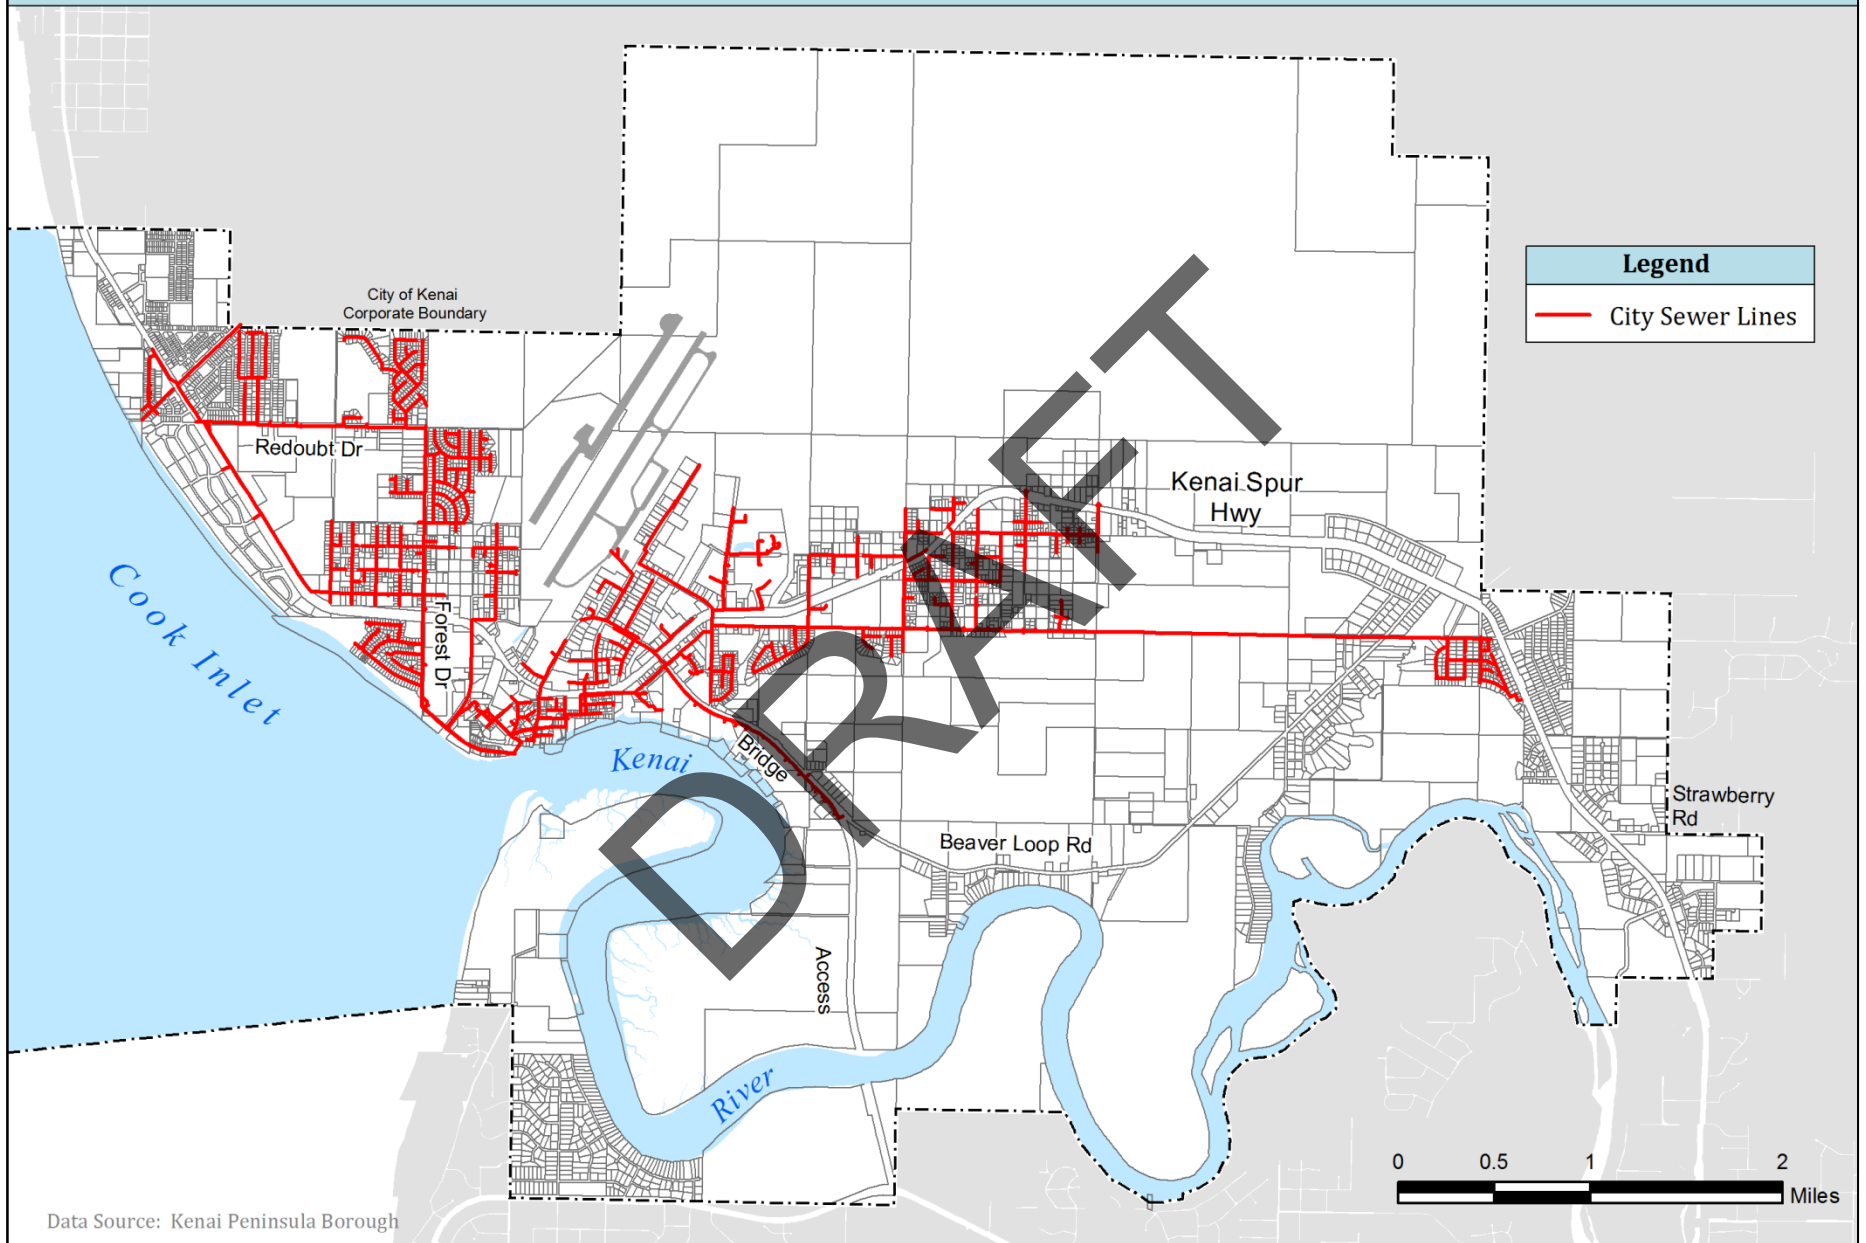 City of Kenai
Corporate Boundary
Legend
City Sewer Lines
Redoubt Dr
Kenai Spur
Hwy
Cook Inlet
Forest Dr
DRAFT
Kenai
Bridge
Strawberry
Rd
Beaver Loop Rd
Access
River
0 0.5 1 2
Miles
Data Source: Kenai Peninsula Borough